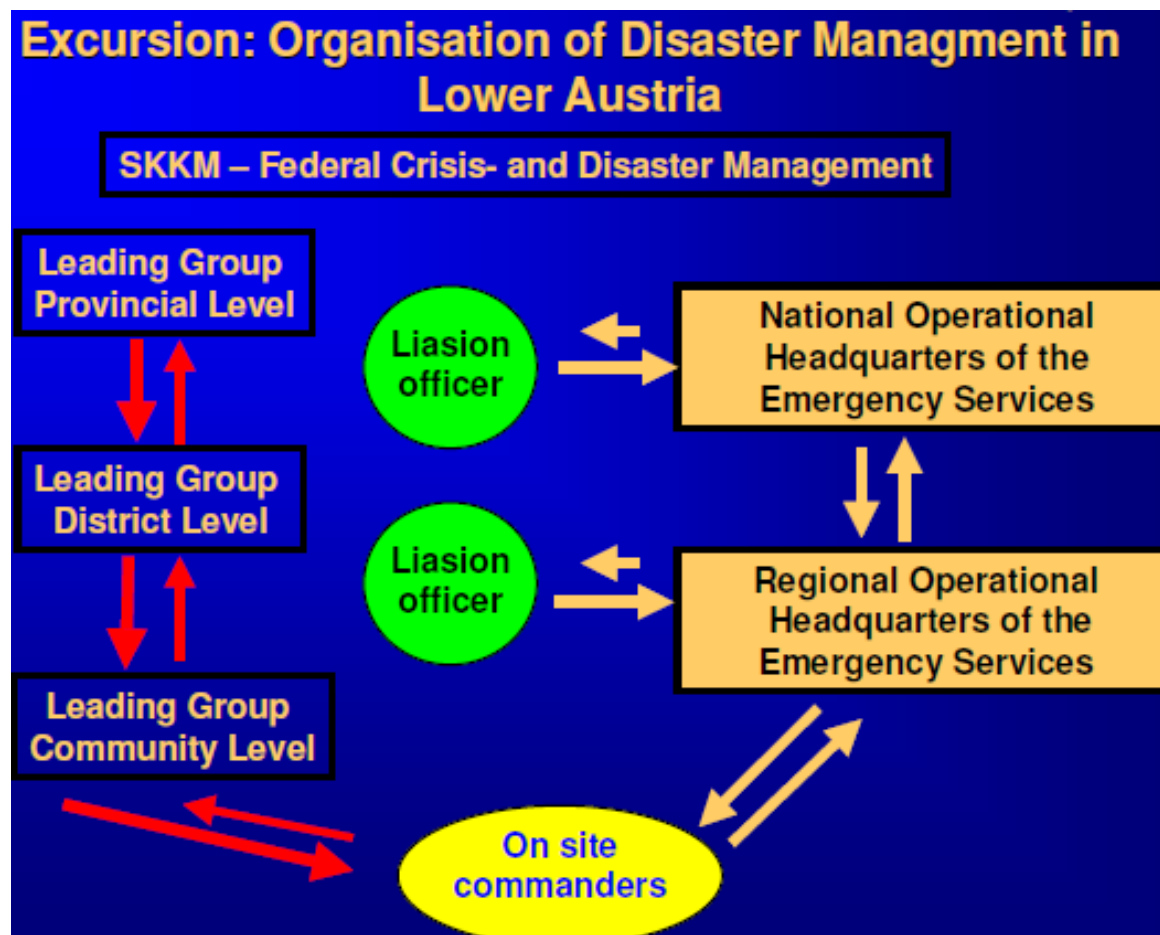 Excursion: Organisation of Disaster Managment in
Lower Austria
SKKM – Federal Crisis- and Disaster Management
Leading Group
Provincial Level
Liasion
officer
National Operational
Headquarters of the
Emergency Services
Leading Group
District Level
Liasion
officer
Regional Operational
Headquarters of the
Emergency Services
Leading Group
Community Level
On site
commanders